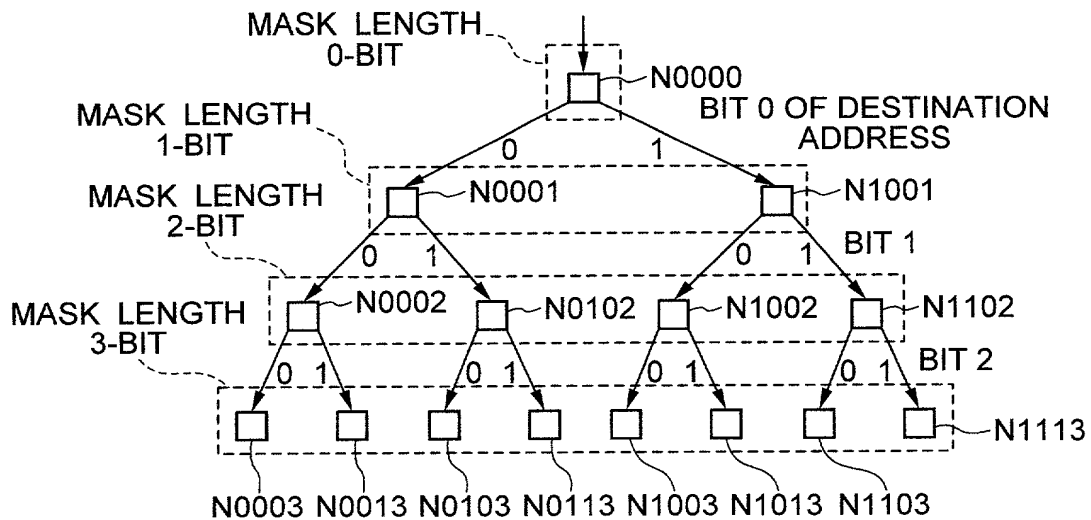 MASK LENGTH
0-BIT
N0000
BIT 0 OF DESTINATION
ADDRESS
MASK LENGTH
1-BIT
0
1
N0001
N1001
MASK LENGTH
2-BIT
0
1
0
1
BIT 1
N0002
N0102
N1002
N1102
MASK LENGTH
3-BIT
0
1
0
1
0
1
0
1
BIT 2
N1113
N0003
N0013
N0103
N0113
N1003
N1013
N1103